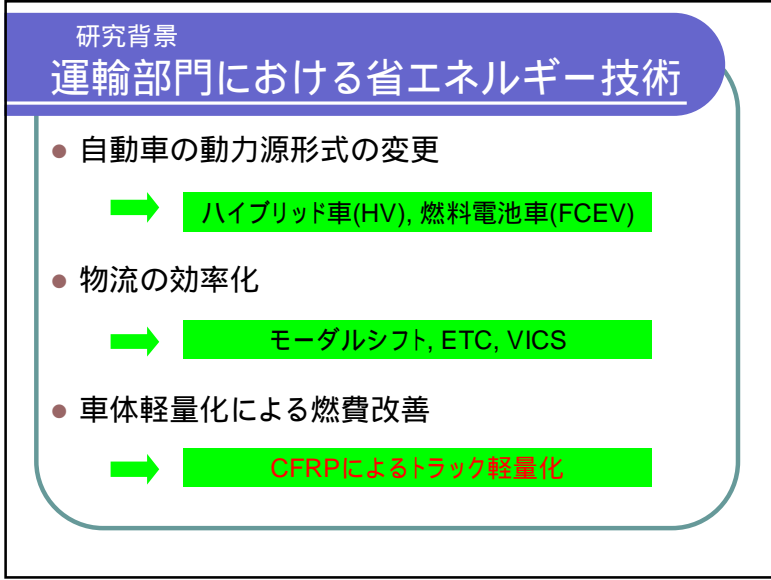 研究背景
運輸部門における省エネルギー技術
自動車の動力源形式の変更
ハイブリッド車(HV), 燃料電池車(FCEV)
物流の効率化
モーダルシフト, ETC, VICS
車体軽量化による燃費改善
CFRPによるトラック軽量化